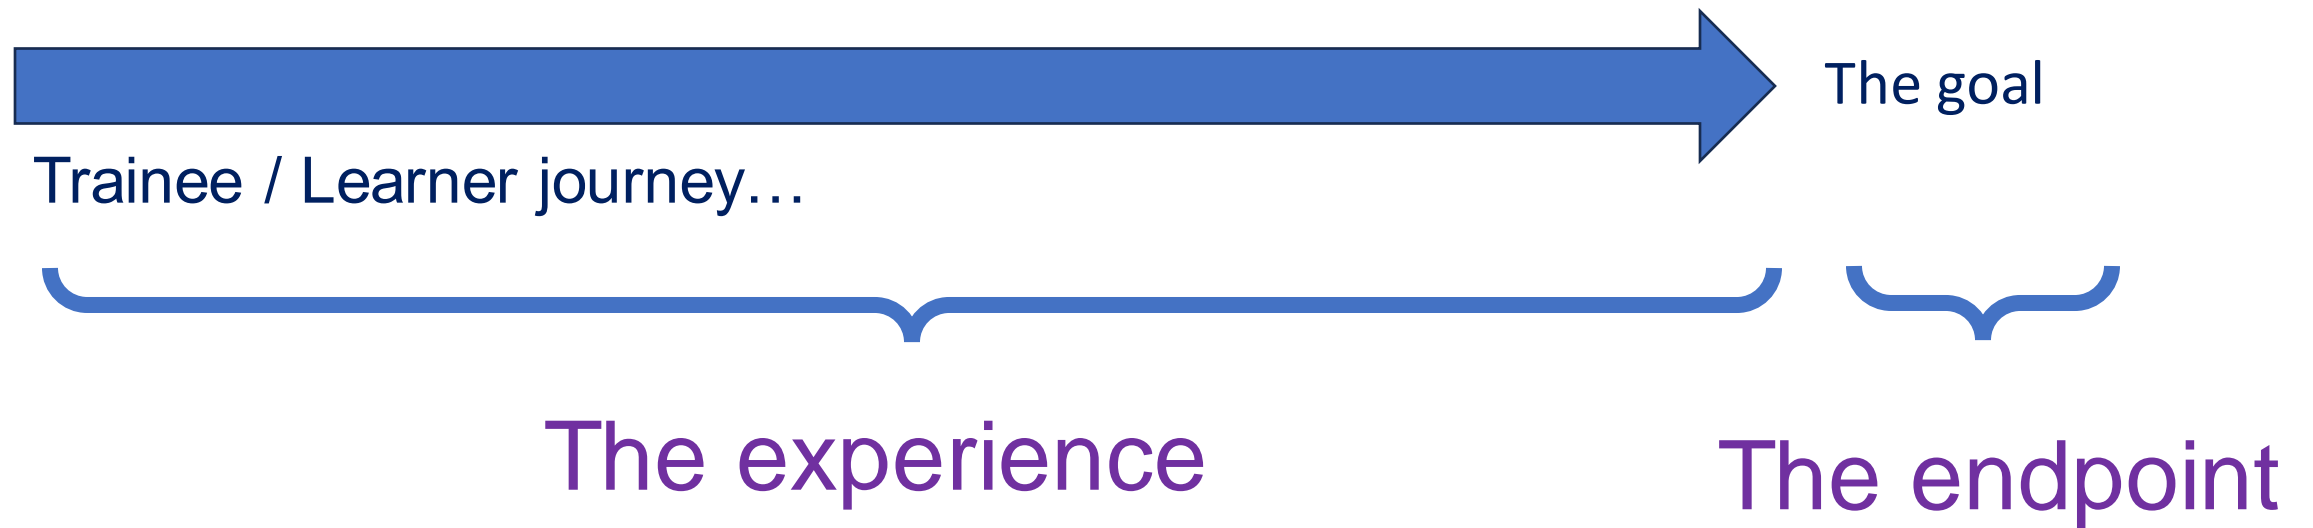 The goal
Trainee / Learner journey…
The experience
The endpoint